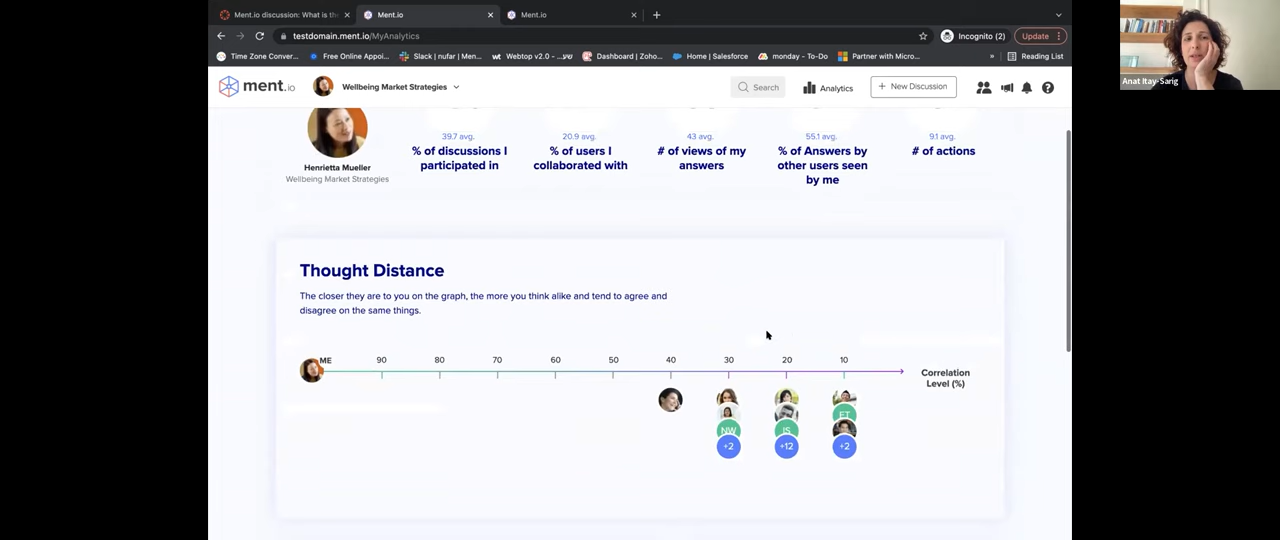 Ment.io discussion: What is th
Ment.io
Ment.io
testdomain.ment.io/MyAnalytics
Incognito (2)
Update
Time Zone Conver...
Free Online Appoi...
Slack | nufar | Men...
Dashboard | Zoho...
Home | Salesforce
monday - To-Do
Partner with Micro...
»
Reading List
Anat Itay-Sarig
ment.io
Wellbeing Market Strategies
Search
Analytics
+ New Discussion
39.7 avg.
20.9 avg.
43 avg.
55.1 avg.
9.1 avg.
% of discussions I
participated in
% of users I
collaborated with
# of views of my
answers
% of Answers by
other users seen
by me
# of actions
Henrietta Mueller
Wellbeing Market Strategies
Thought Distance
The closer they are to you on the graph, the more you think alike and tend to agree and
disagree on the same things.
ME
90
80
70
60
50
40
30
20
10
Correlation
Level (%)
NW
IS
ET
+2
+12
+2